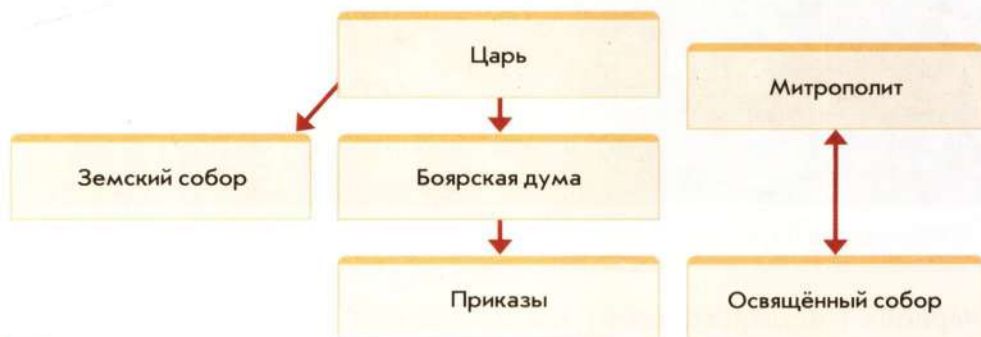 Царь
Митрополит
Земский собор
Боярская дума
Приказы
Освящённый собор